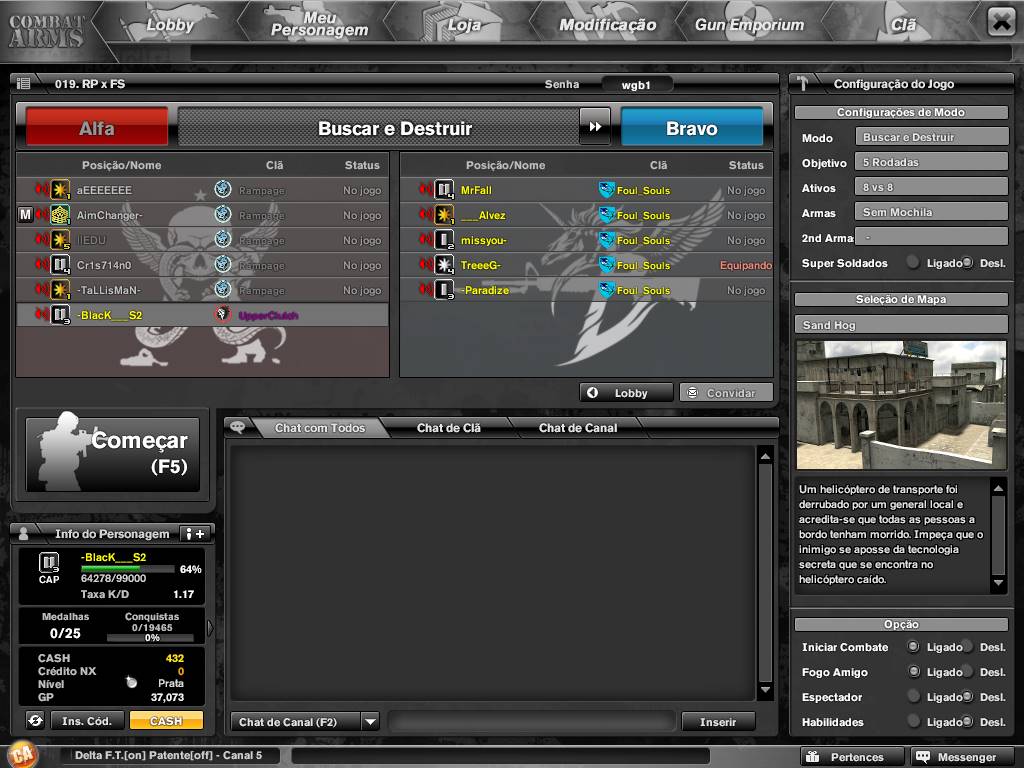 COMBAT ARMS
Lobby
Meu Personagem
Loja
Modificação
Gun Emporium
Clã
019. RP x FS
Senha
wgb1
Alfa
Buscar e Destruir
Bravo
Posição/Nome Clã Status
aEEEEEEE Rampage No jogo
M AimChanger- Rampage No jogo
IIEDU Rampage No jogo
Cr1s714n0 Rampage No jogo
-TaLLisMaN- Rampage No jogo
-BlacK___S2 UpperClutch
Posição/Nome Clã Status
MrFall Foul_Souls No jogo
___Alvez Foul_Souls No jogo
missyou- Foul_Souls No jogo
TreeeG- Foul_Souls Equipando
-Paradize Foul_Souls No jogo
Lobby
Convidar
Começar
(F5)
Chat com Todos
Chat de Clã
Chat de Canal
Info do Personagem
i +
CAP
-BlacK___S2
64%
64278/99000
Taxa K/D 1.17
Medalhas
0/25
Conquistas
0/19465
0%
CASH 432
Crédito NX 0
Nível Prata
GP 37,073
Ins. Cód.
CASH
Chat de Canal (F2)
Inserir
Configuração do Jogo
Configurações de Modo
Modo Buscar e Destruir
Objetivo 5 Rodadas
Ativos 8 vs 8
Armas Sem Mochila
2nd Arma -
Super Soldados Ligado Desl.
Seleção de Mapa
Sand Hog
Um helicóptero de transporte foi
derrubado por um general local e
acredita-se que todas as pessoas a
bordo tenham morrido. Impeça que o
inimigo se aposse da tecnologia
secreta que se encontra no
helicóptero caído.
Opção
Iniciar Combate Ligado Desl.
Fogo Amigo Ligado Desl.
Espectador Ligado Desl.
Habilidades Ligado Desl.
CA
Delta F.T.[on] Patente[off] - Canal 5
Pertences
Messenger